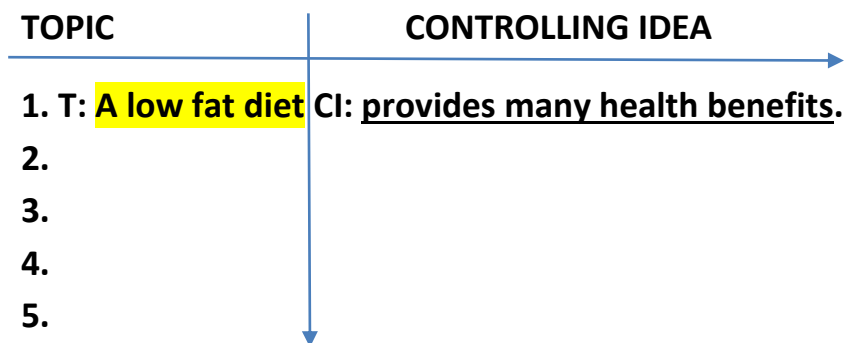 TOPIC CONTROLLING IDEA
1. T: A low fat diet CI: provides many health benefits.
2.
3.
4.
5.